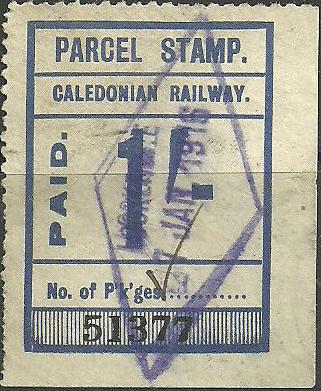 PARCEL STAMP.
CALEDONIAN RAILWAY.
PAID.
1/-
No. of P'k'ges...........
51377
JAN 1916